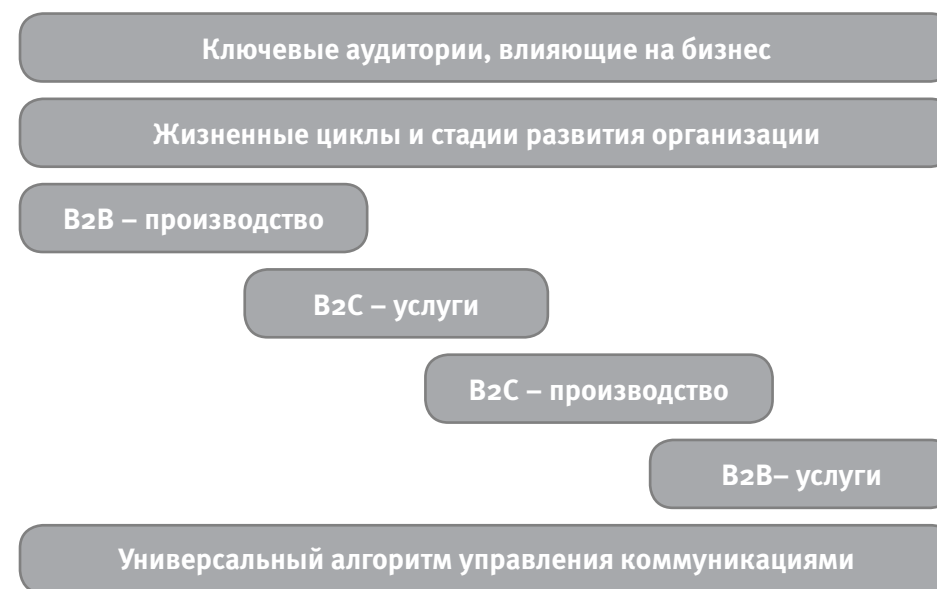 Ключевые аудитории, влияющие на бизнес
Жизненные циклы и стадии развития организации
B2B – производство
B2C – услуги
B2C – производство
B2B– услуги
Универсальный алгоритм управления коммуникациями